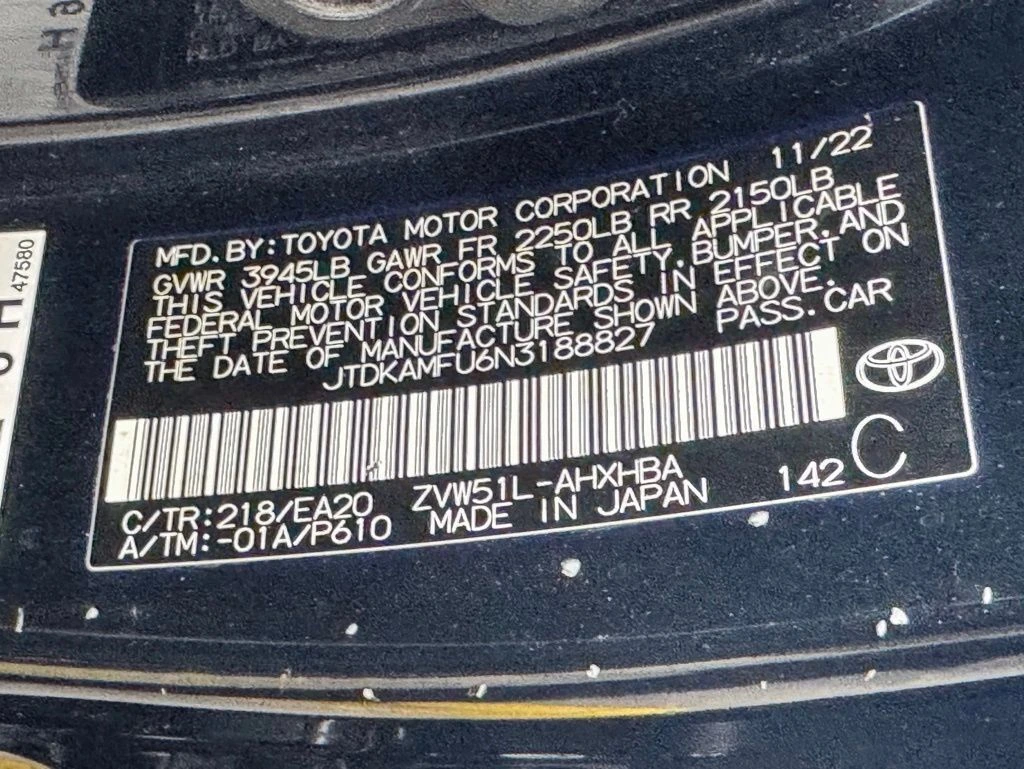 MFD.BY:TOYOTA MOTOR CORPORATION 11/22
GVWR 3945LB GAWR FR 2250LB RR 2150LB
THIS VEHICLE CONFORMS TO ALL APPLICABLE
FEDERAL MOTOR VEHICLE SAFETY,BUMPER,AND
THEFT PREVENTION STANDARDS IN EFFECT ON
THE DATE OF MANUFACTURE SHOWN ABOVE.
JTDKAMFU6N3188827 PASS.CAR
C/TR:218/EA20 ZVW51L-AHXHBA 142 C
A/TM:-01A/P610 MADE IN JAPAN
47580